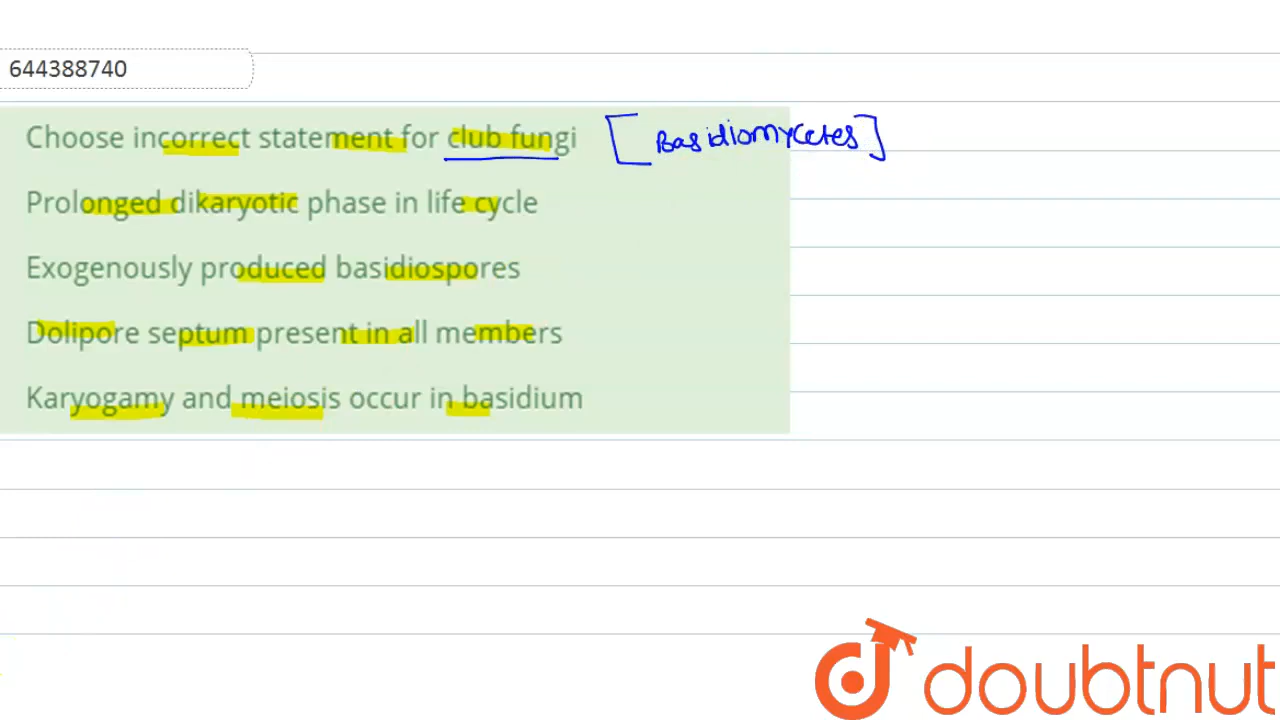 644388740
Choose incorrect statement for club fungi [Basidiomycetes]
Prolonged dikaryotic phase in life cycle
Exogenously produced basidiospores
Dolipore septum present in all members
Karyogamy and meiosis occur in basidium
doubtnut